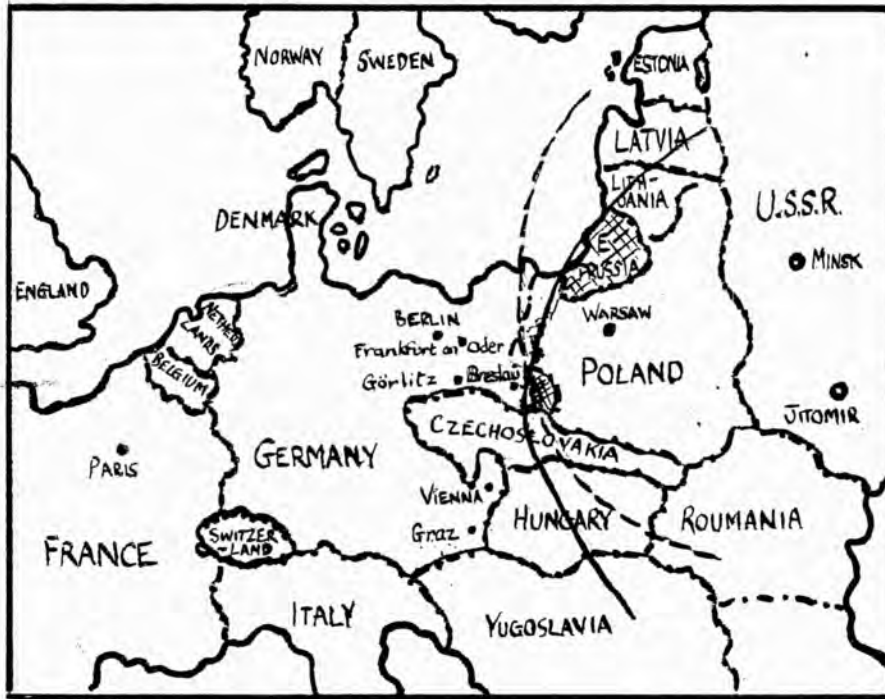 NORWAY
SWEDEN
ESTONIA
LATVIA
LITH-
UANIA
U.S.S.R.
DENMARK
E.
PRUSSIA
MINSK
ENGLAND
NETHER
LANDS
BERLIN
WARSAW
Frankfurt on Oder
BELGIUM
Görlitz
Breslau
POLAND
JITOMIR
CZECHOSLOVAKIA
PARIS
GERMANY
VIENNA
HUNGARY
ROUMANIA
SWITZER
-LAND
Graz
FRANCE
ITALY
YUGOSLAVIA